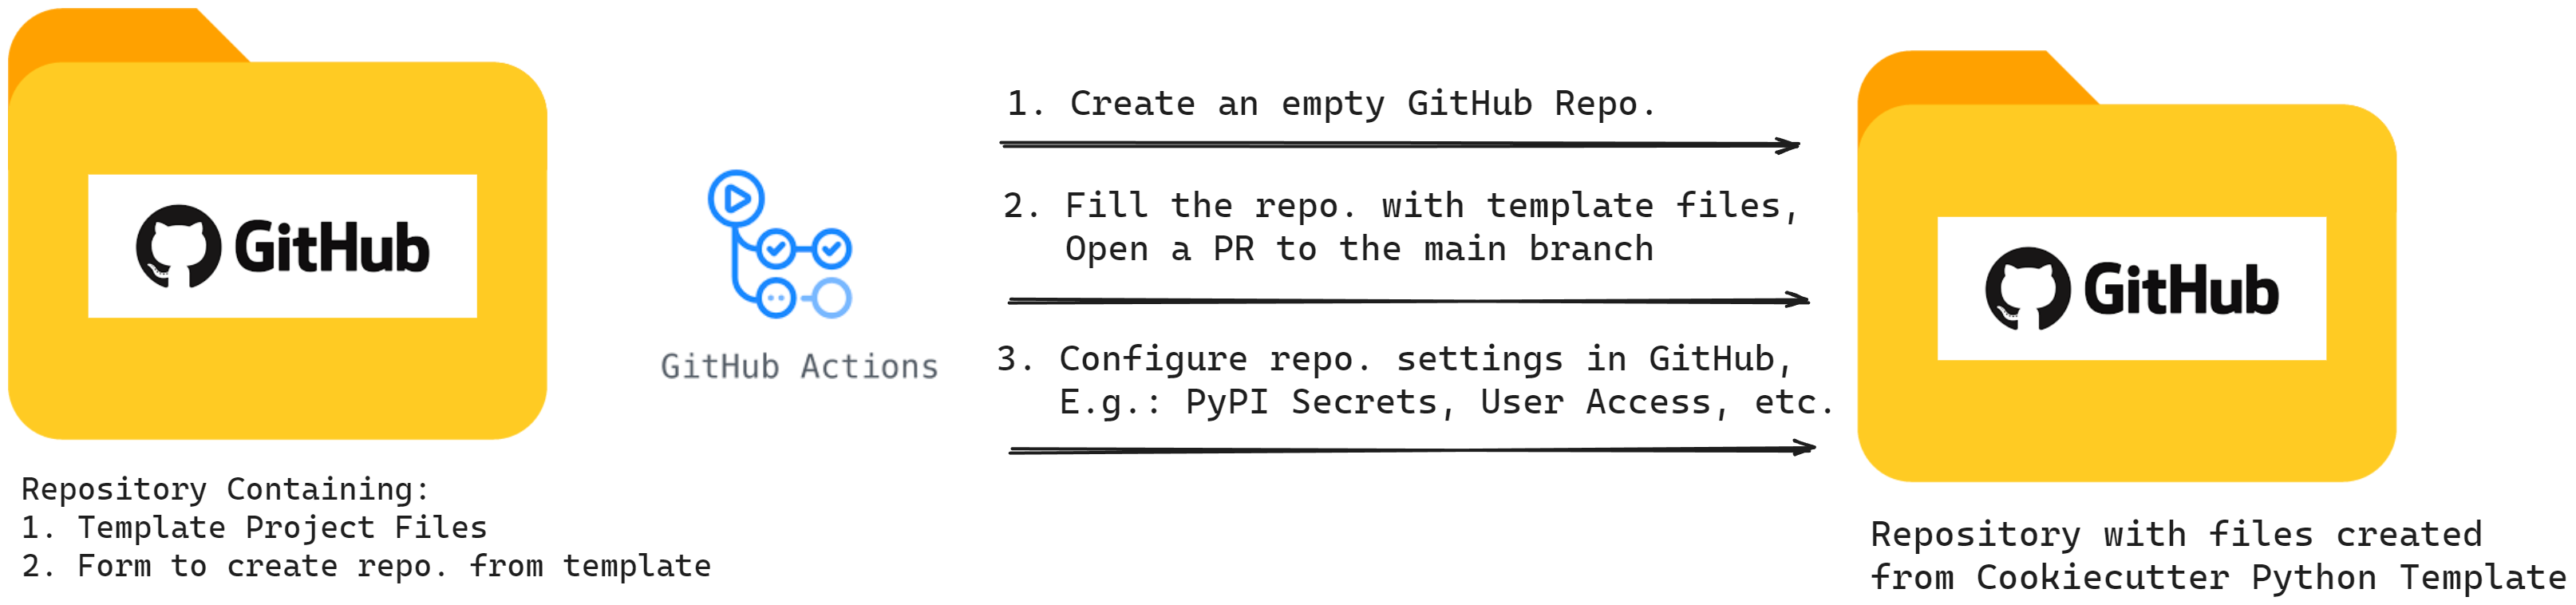 GitHub
Repository Containing:
1. Template Project Files
2. Form to create repo. from template
GitHub Actions
1. Create an empty GitHub Repo.
2. Fill the repo. with template files,
Open a PR to the main branch
3. Configure repo. settings in GitHub,
E.g.: PyPI Secrets, User Access, etc.
GitHub
Repository with files created
from Cookiecutter Python Template